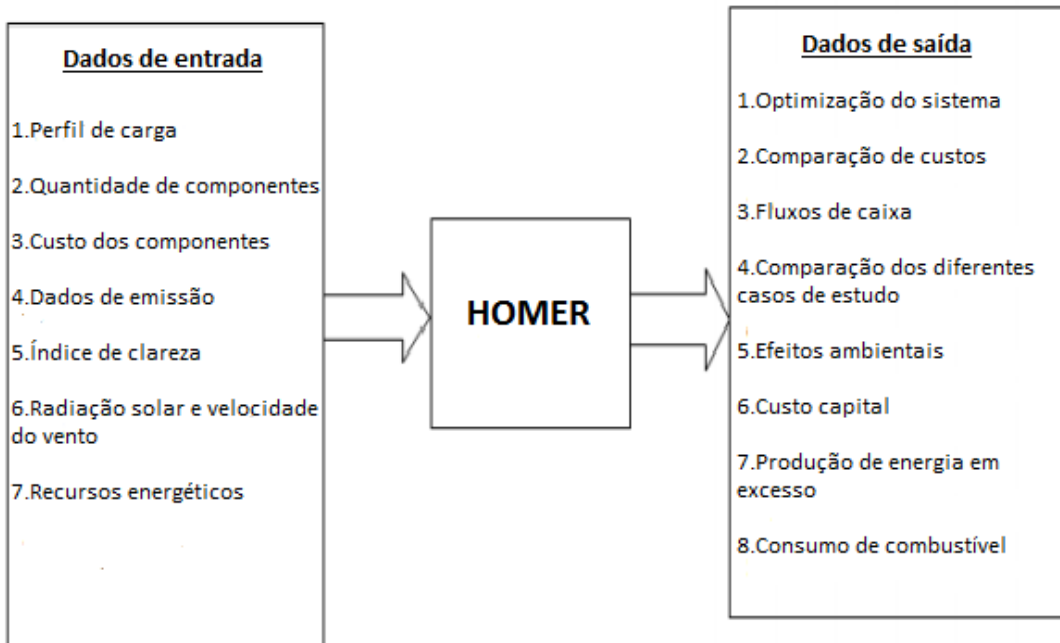 Dados de entrada
1.Perfil de carga
2.Quantidade de componentes
3.Custo dos componentes
4.Dados de emissão
5.Índice de clareza
6.Radiação solar e velocidade
do vento
7.Recursos energéticos
HOMER
Dados de saída
1.Optimização do sistema
2.Comparação de custos
3.Fluxos de caixa
4.Comparação dos diferentes
casos de estudo
5.Efeitos ambientais
6.Custo capital
7.Produção de energia em
excesso
8.Consumo de combustível